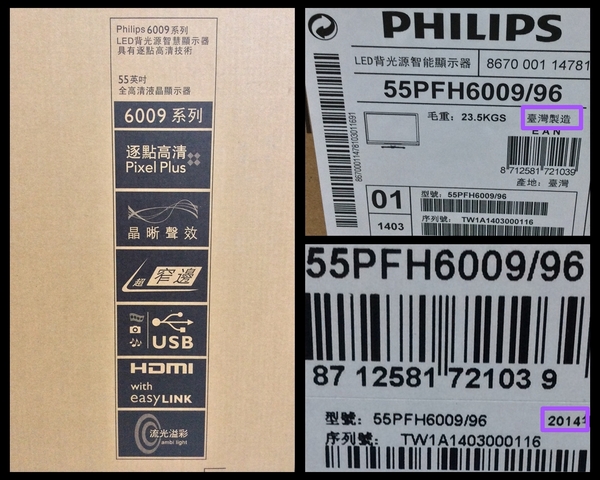 Philips 6009系列
LED背光源智慧顯示器
具有逐點高清技術
55英吋
全高清液晶顯示器
6009 系列
逐點高清
Pixel Plus
晶晰聲效
超 窄邊
USB
HDMI
with
easyLINK
流光溢彩
ambi light
PHILIPS
LED背光源智能顯示器
8670 001 14781
55PFH6009/96
毛重: 23.5KGS
臺灣製造
EAN
8 712581 721039
產地: 臺灣
86700011478103011691
01
1403
型號: 55PFH6009/96
序列號: TW1A1403000116
55PFH6009/96
87 12581 72103 9
型號: 55PFH6009/96
2014
序列號: TW1A1403000116